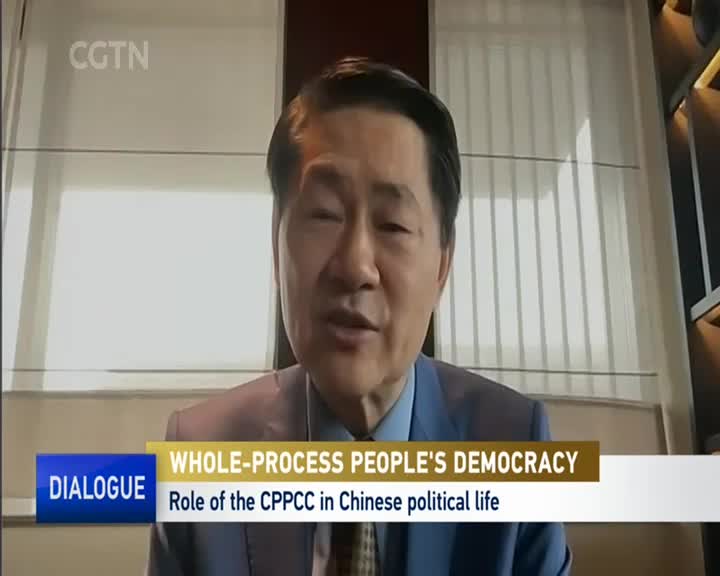 CGTN
WHOLE-PROCESS PEOPLE'S DEMOCRACY
DIALOGUE
Role of the CPPCC in Chinese political life